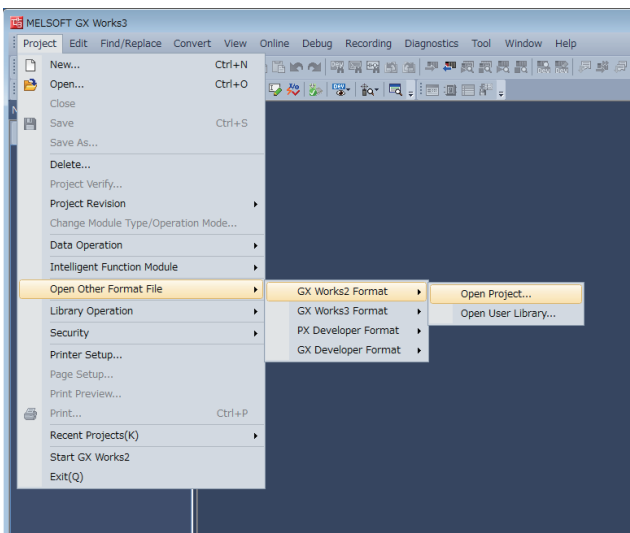 MELSOFT GX Works3
Project Edit Find/Replace Convert View Online Debug Recording Diagnostics Tool Window Help
New... Ctrl+N
Open... Ctrl+O
Close
Save Ctrl+S
Save As...
Delete...
Project Verify...
Project Revision
Change Module Type/Operation Mode...
Data Operation
Intelligent Function Module
Open Other Format File
GX Works2 Format
Open Project...
Library Operation
GX Works3 Format
Open User Library...
Security
PX Developer Format
Printer Setup...
GX Developer Format
Page Setup...
Print Preview...
Print... Ctrl+P
Recent Projects(K)
Start GX Works2
Exit(Q)